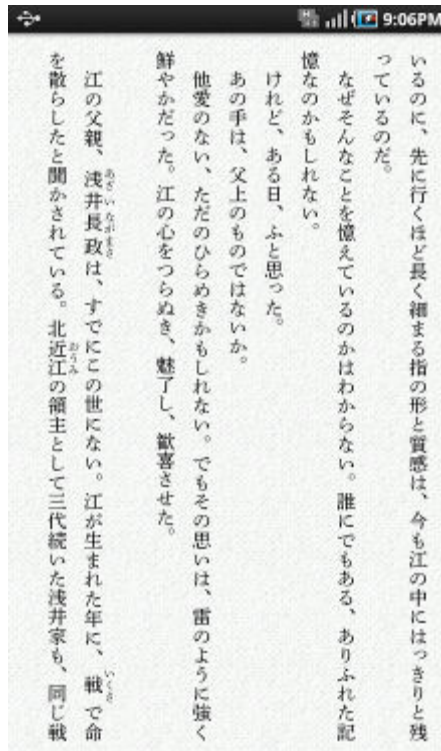 9:06PM
いるのに、先に行くほど長く細まる指の形と質感は、今も江の中にはっきりと残
っているのだ。
なぜそんなことを憶えているのかはわからない。誰にでもある、ありふれた記
憶なのかもしれない。
けれど、ある日、ふと思った。
あの手は、父上のものではないか。
他愛のない、ただのひらめきかもしれない。でもその思いは、雷のように強く
鮮やかだった。江の心をつらぬき、魅了し、歓喜させた。
江の父親、浅井長政は、すでにこの世にない。江が生まれた年に、戦で命
を散らしたと聞かされている。北近江の領主として三代続いた浅井家も、同じ戦